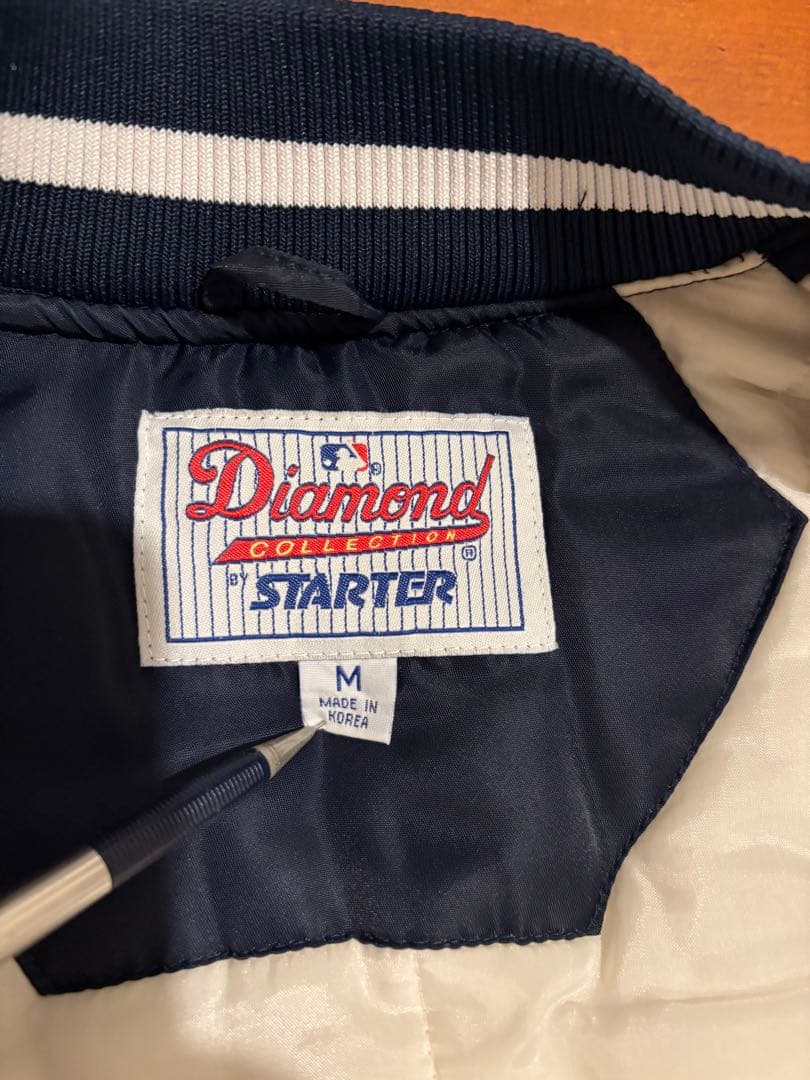 Diamond
COLLECTION
BY STARTER
M
MADE IN
KOREA